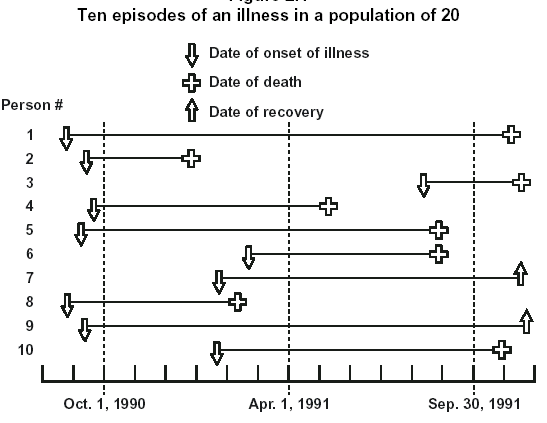 Ten episodes of an illness in a population of 20
Date of onset of illness
Date of death
Date of recovery
Person #
1
2
3
4
5
6
7
8
9
10
Oct. 1, 1990 Apr. 1, 1991 Sep. 30, 1991